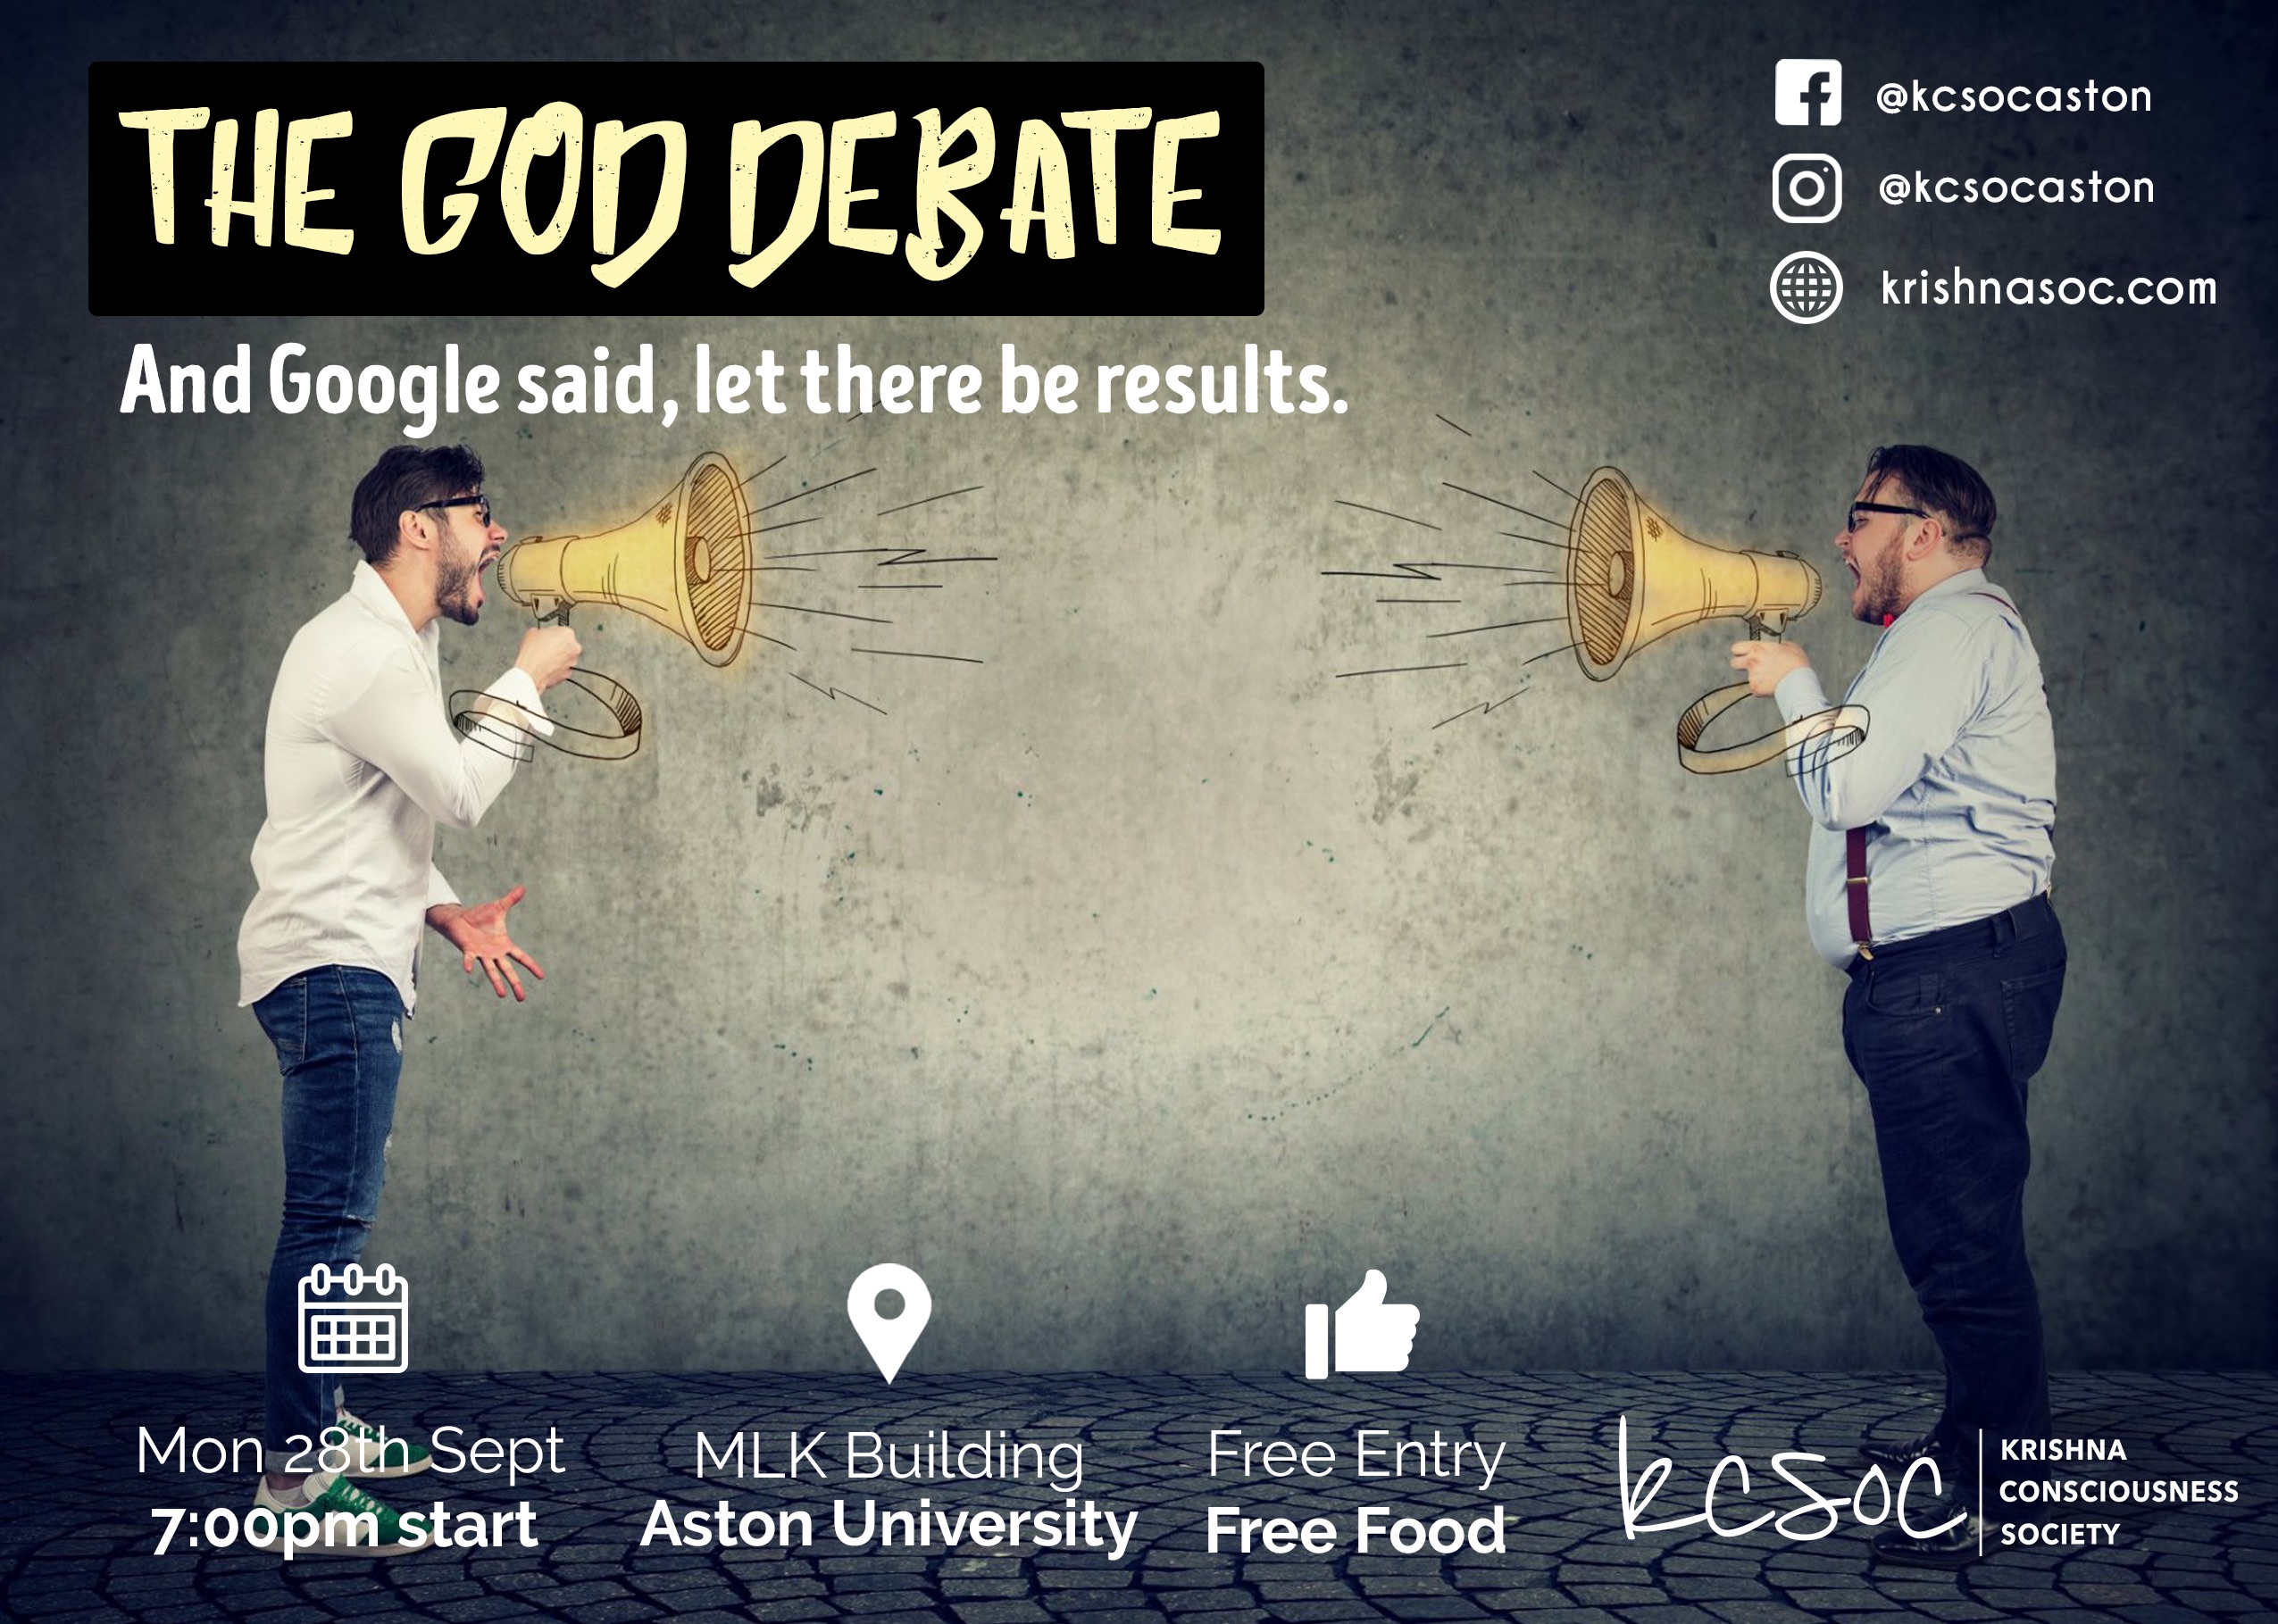 THE GOD DEBATE
And Google said, let there be results.
@kcsocaston
@kcsocaston
krishnasoc.com
Mon 28th Sept
7:00pm start
MLK Building
Aston University
Free Entry
Free Food
kcsoc
KRISHNA
CONSCIOUSNESS
SOCIETY